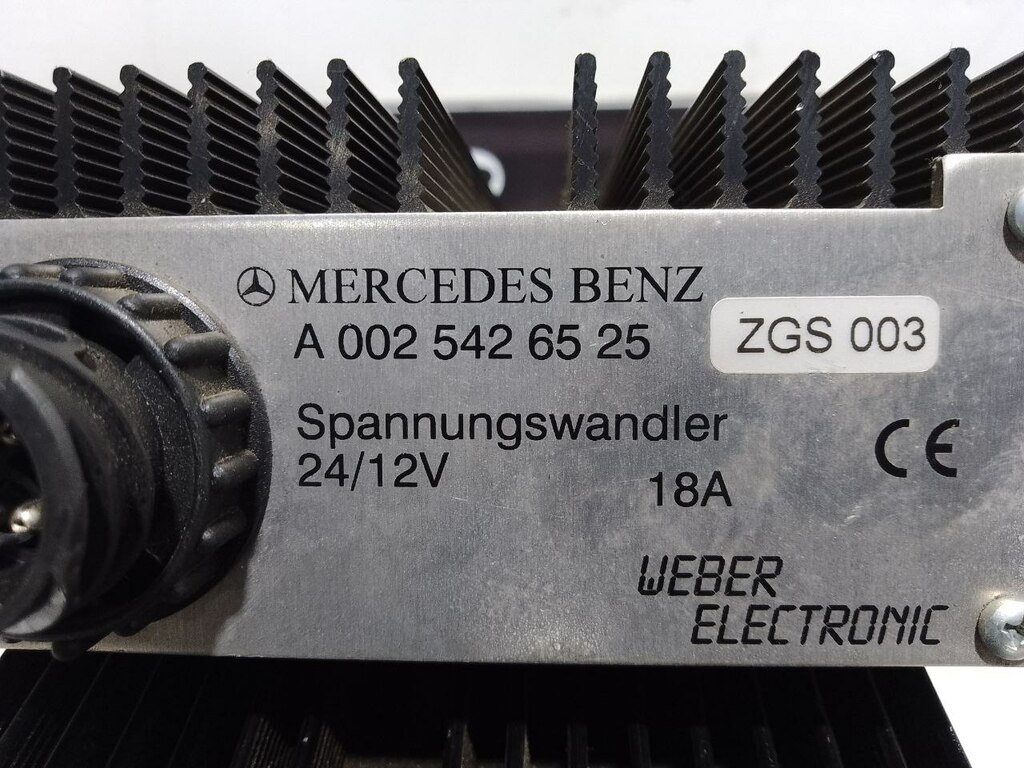 MERCEDES BENZ
A 002 542 65 25
ZGS 003
Spannungswandler
24/12V
18A
CE
WEBER
ELECTRONIC